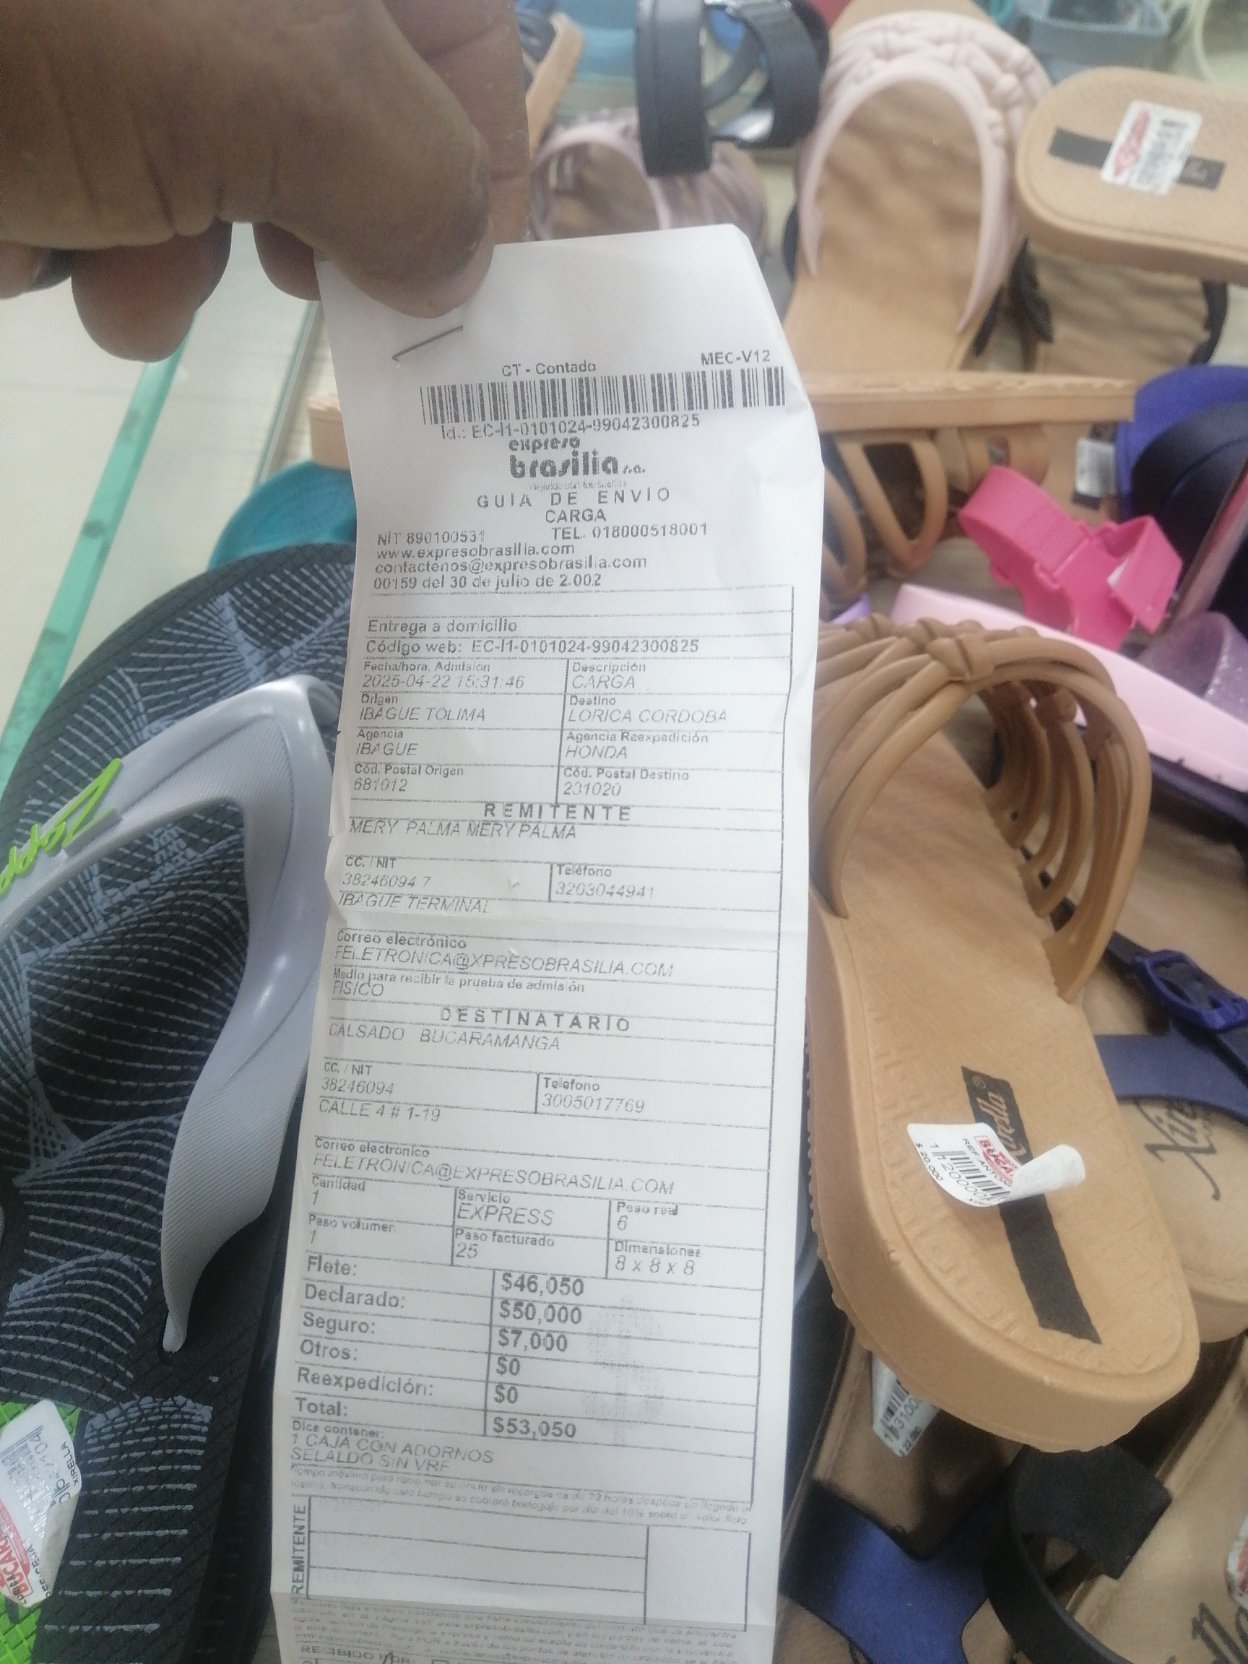 CT - Contado MEC-V12
Id.: EC-I1-0101024-99042300825
expreso
brasilia s.a.
GUIA DE ENVIO
CARGA
NIT 890100531 TEL. 018000518001
www.expresobrasilia.com
contactenos@expresobrasilia.com
00159 del 30 de julio de 2.002
Entrega a domicilio
Código web: EC-I1-0101024-99042300825
Fecha/hora, Admision Descripción
2025-04-22 15:31:46 CARGA
Origen Destino
IBAGUE TOLIMA LORICA CORDOBA
Agencia Agencia Reexpedición
IBAGUE HONDA
Cód. Postal Origen Cód. Postal Destino
681012 231020
REMITENTE
MERY PALMA MERY PALMA
CC. / NIT Teléfono
38246094 7 3203044941
IBAGUE TERMINAL
Correo electrónico
FELETRONICA@XPRESOBRASILIA.COM
Medio para recibir la prueba de admisión
FISICO
DESTINATARIO
CALSADO BUCARAMANGA
CC. / NIT Telefono
38246094 3005017769
CALLE 4 # 1-19
Correo electronico
FELETRONICA@EXPRESOBRASILIA.COM
Cantidad Servicio Peso real
1 EXPRESS 6
Peso volumen Peso facturado Dimensiones
1 25 8 x 8 x 8
Flete: $46,050
Declarado: $50,000
Seguro: $7,000
Otros: $0
Reexpedición: $0
Total: $53,050
Dice contener:
1 CAJA CON ADORNOS
SELALDO SIN VRF
REMITENTE
RECIBIDO POR:
Zapp
XIRELLA
$ 20.000